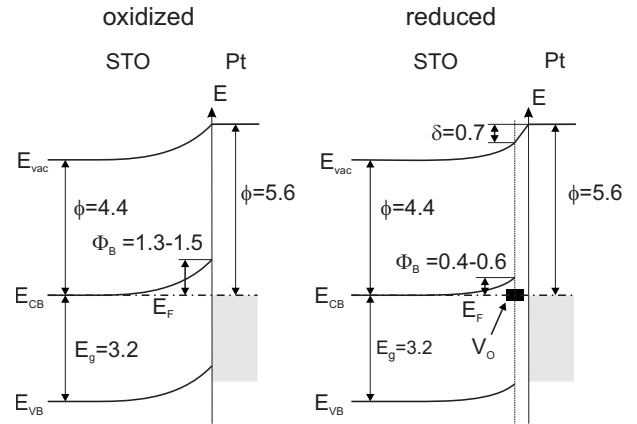 oxidized
STO Pt
E
E_vac
ϕ=4.4
ϕ=5.6
Φ_B =1.3-1.5
E_CB
E_F
E_g=3.2
E_VB
reduced
STO Pt
E
δ=0.7
E_vac
ϕ=4.4
ϕ=5.6
Φ_B =0.4-0.6
E_CB
E_F
E_g=3.2
V_O
E_VB